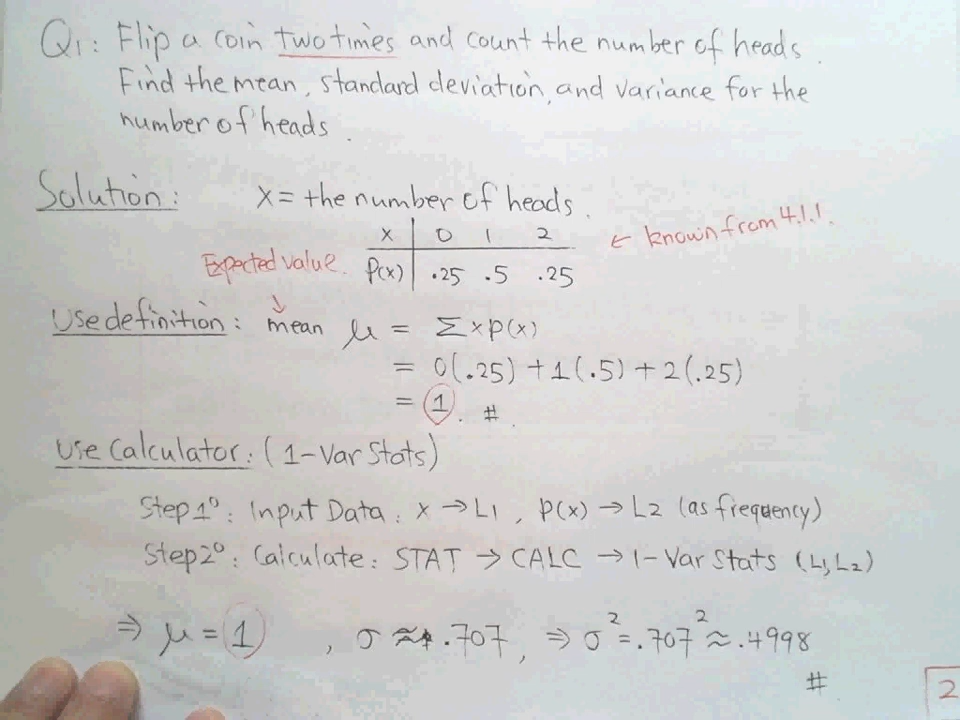 Q1: Flip a coin two times and count the number of heads.
Find the mean, standard deviation, and variance for the
number of heads.
Solution: X = the number of heads.
x 0 1 2 ← known from 4.1.1.
Expected value. P(x) .25 .5 .25
Use definition: mean μ = Σ x p(x)
= 0(.25) + 1(.5) + 2(.25)
= 1. #
Use Calculator: (1-Var Stats)
Step 1º: Input Data: x → L1, p(x) → L2 (as frequency)
Step 2º: Calculate: STAT → CALC → 1-Var Stats (L1, L2)
⇒ μ = 1, σ ≈ .707, ⇒ σ² = .707² ≈ .4998
#
2